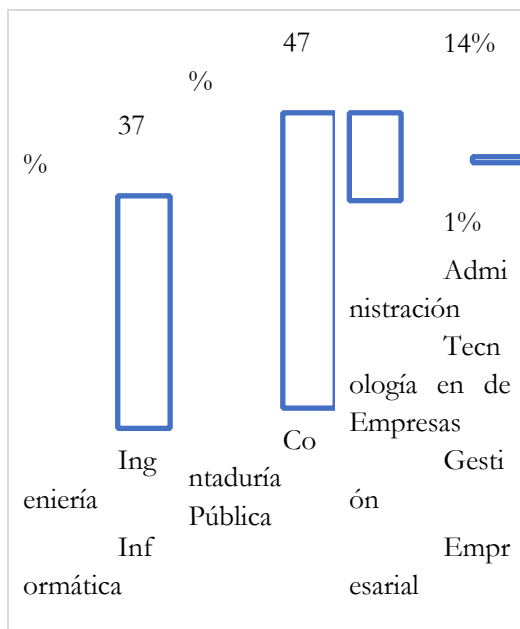 37
%
Ing
eniería
Inf
ormática
47
%
Co
ntaduría
Pública
14%
1%
Admi
nistración
Tecn
ología en de
Empresas
Gesti
ón
Empr
esarial